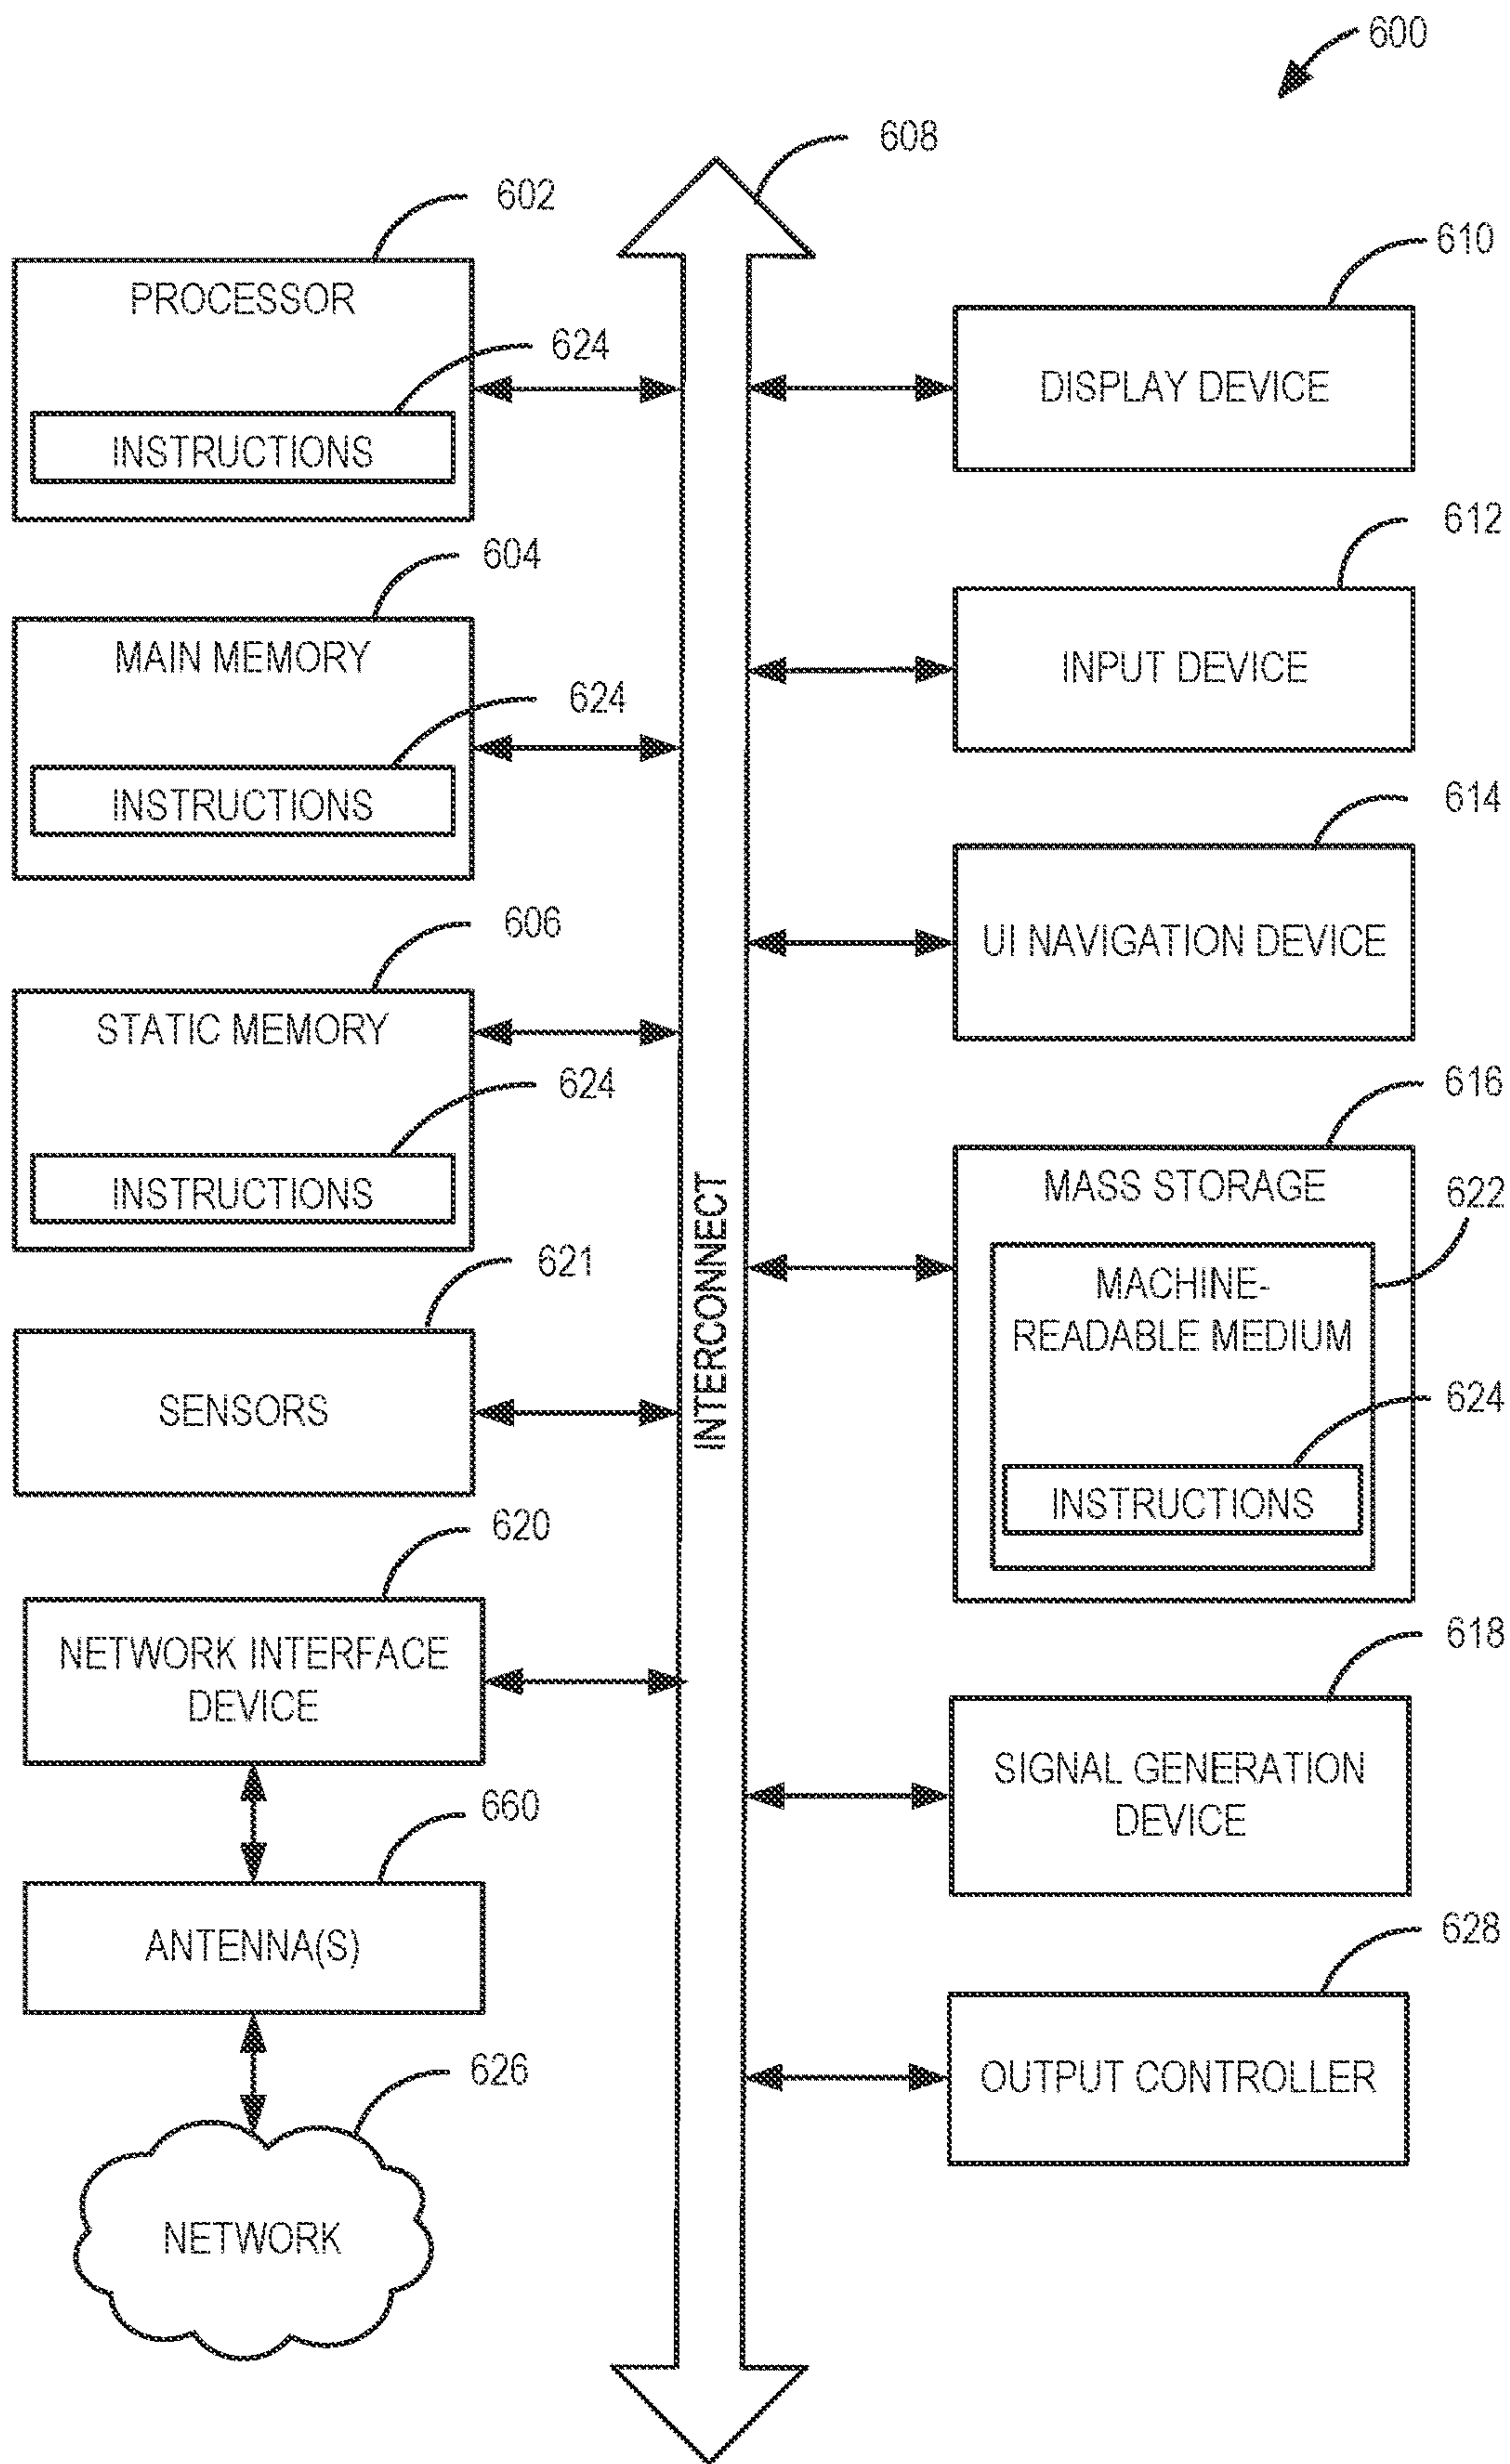 600
608
602
PROCESSOR
624
INSTRUCTIONS
604
MAIN MEMORY
624
INSTRUCTIONS
606
STATIC MEMORY
624
INSTRUCTIONS
621
SENSORS
620
NETWORK INTERFACE
DEVICE
660
ANTENNA(S)
626
NETWORK
INTERCONNECT
610
DISPLAY DEVICE
612
INPUT DEVICE
614
UI NAVIGATION DEVICE
616
MASS STORAGE
622
MACHINE-
READABLE MEDIUM
624
INSTRUCTIONS
618
SIGNAL GENERATION
DEVICE
628
OUTPUT CONTROLLER